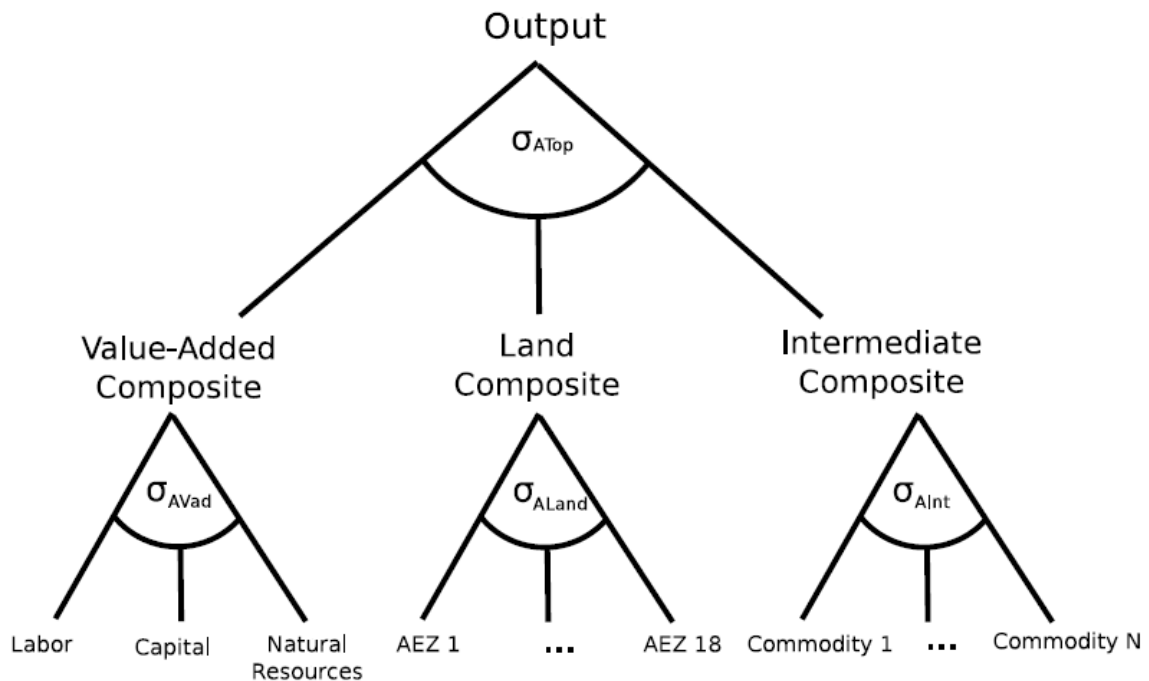 Output
σATop
Value-Added
Composite
Land
Composite
Intermediate
Composite
σAVad
σALand
σAInt
Labor
Capital
Natural
Resources
AEZ 1
...
AEZ 18
Commodity 1
...
Commodity N